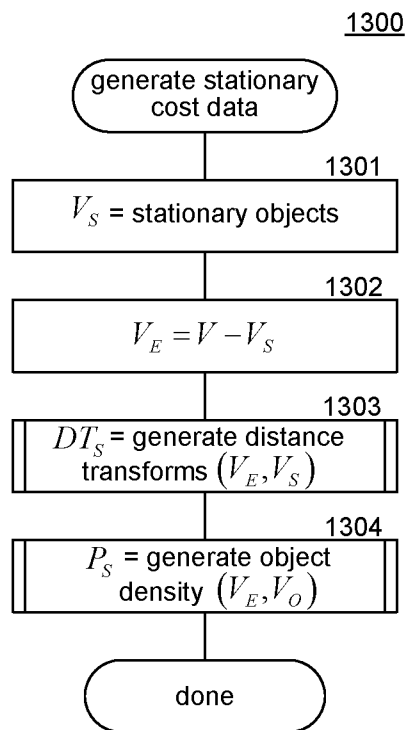 1300
generate stationary
cost data
1301
V_S = stationary objects
1302
V_E = V − V_S
1303
DT_S = generate distance
transforms (V_E, V_S)
1304
P_S = generate object
density (V_E, V_O)
done